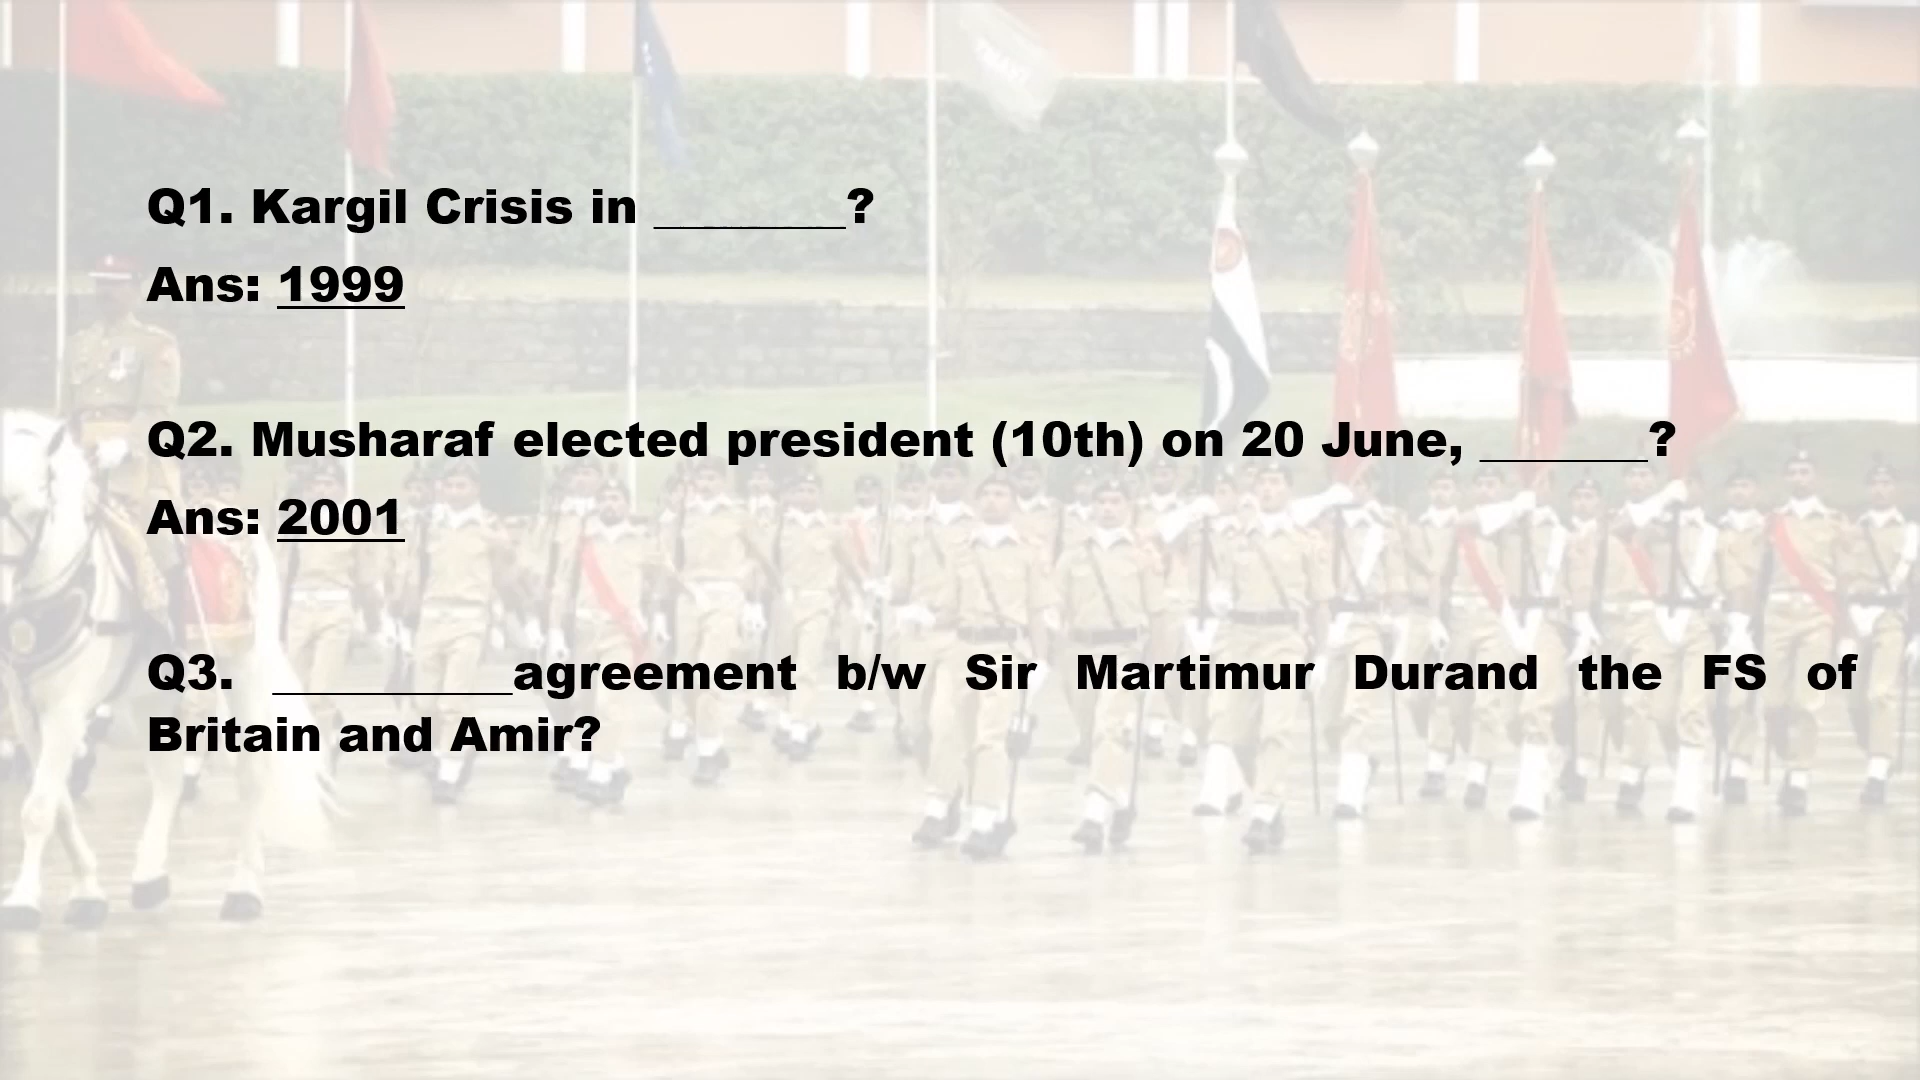 Q1. Kargil Crisis in ________?
Ans: 1999
Q2. Musharaf elected president (10th) on 20 June, _______?
Ans: 2001
Q3. __________agreement b/w Sir Martimur Durand the FS of
Britain and Amir?